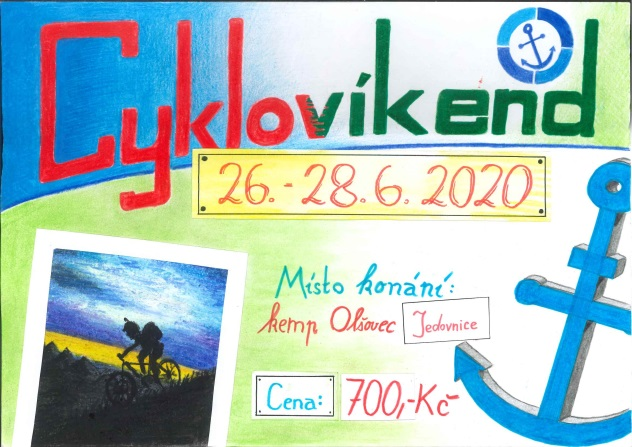 Cyklovíkend
26.-28.6. 2020
Místo konání:
kemp Olšovec Jedovnice
Cena: 700,-Kč